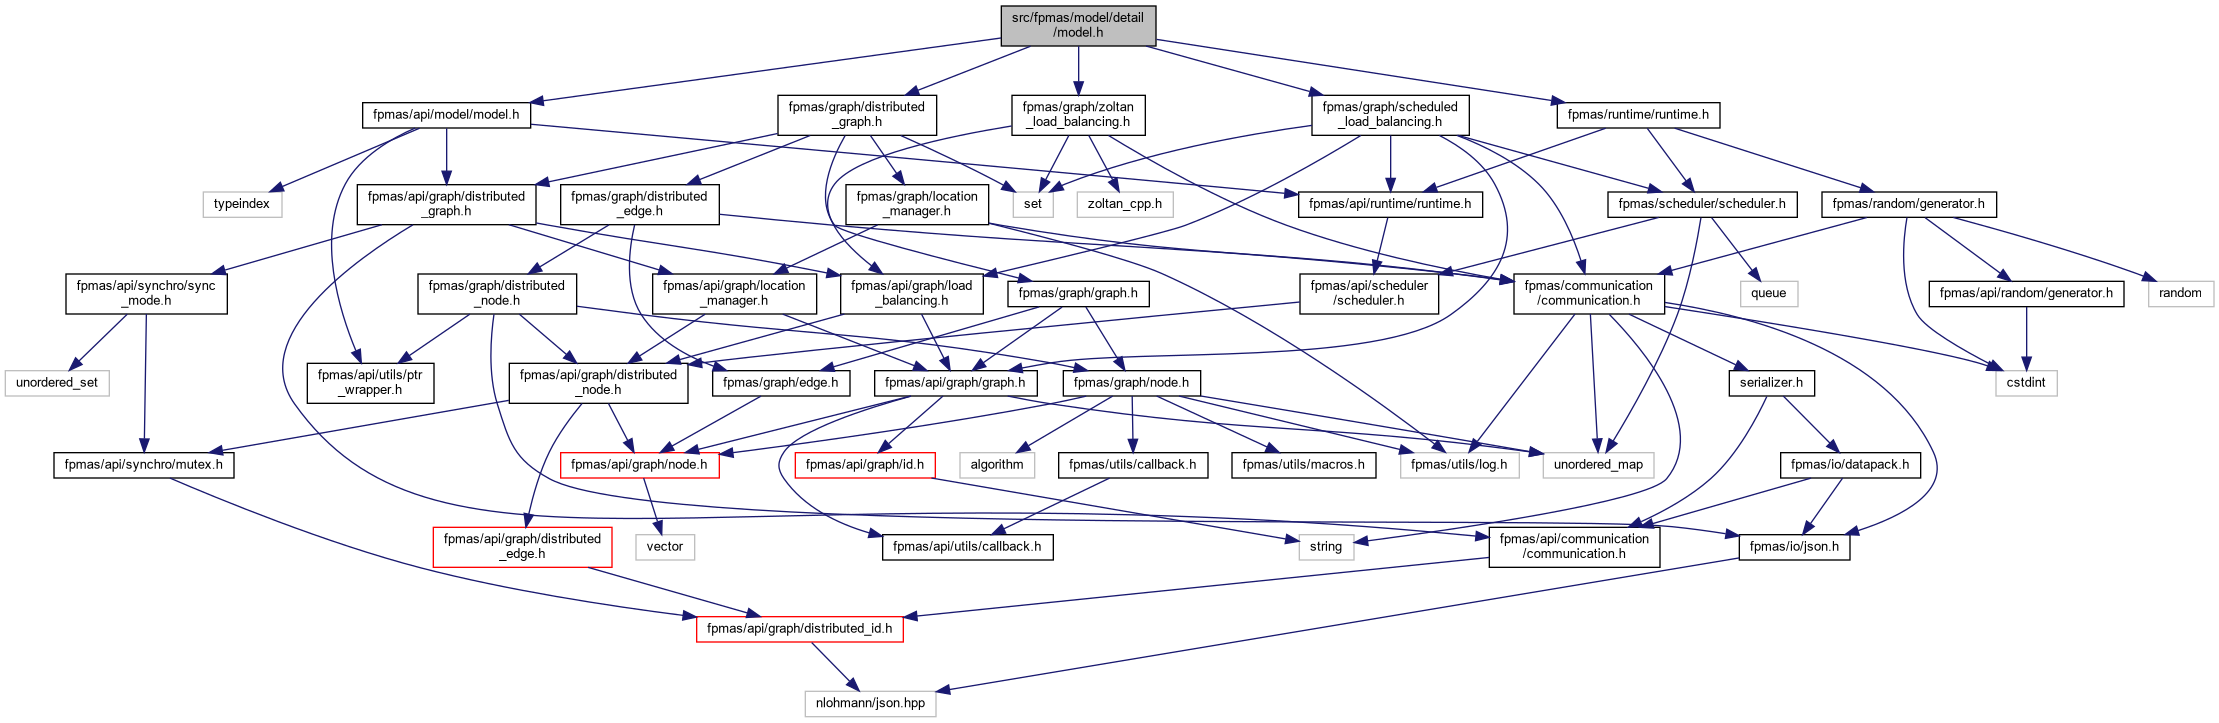 src/fpmas/model/detail
/model.h
fpmas/api/model/model.h
fpmas/graph/distributed
_graph.h
fpmas/graph/zoltan
_load_balancing.h
fpmas/graph/scheduled
_load_balancing.h
fpmas/runtime/runtime.h
typeindex
fpmas/api/graph/distributed
_graph.h
fpmas/graph/distributed
_edge.h
fpmas/graph/location
_manager.h
set
zoltan_cpp.h
fpmas/api/runtime/runtime.h
fpmas/scheduler/scheduler.h
fpmas/random/generator.h
fpmas/api/synchro/sync
_mode.h
fpmas/graph/distributed
_node.h
fpmas/api/graph/location
_manager.h
fpmas/api/graph/load
_balancing.h
fpmas/graph/graph.h
fpmas/api/scheduler
/scheduler.h
fpmas/communication
/communication.h
queue
fpmas/api/random/generator.h
random
unordered_set
fpmas/api/utils/ptr
_wrapper.h
fpmas/api/graph/distributed
_node.h
fpmas/graph/edge.h
fpmas/api/graph/graph.h
fpmas/graph/node.h
serializer.h
cstdint
fpmas/api/synchro/mutex.h
fpmas/api/graph/node.h
fpmas/api/graph/id.h
algorithm
fpmas/utils/callback.h
fpmas/utils/macros.h
fpmas/utils/log.h
unordered_map
fpmas/io/datapack.h
fpmas/api/graph/distributed
_edge.h
vector
fpmas/api/utils/callback.h
string
fpmas/api/communication
/communication.h
fpmas/io/json.h
fpmas/api/graph/distributed_id.h
nlohmann/json.hpp